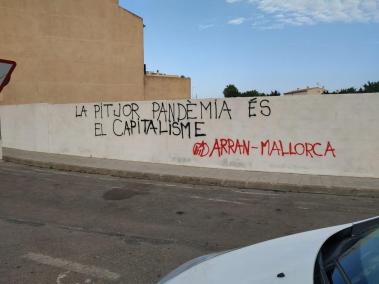 LA PITJOR PANDÈMIA ÉS
EL CAPITALISME
ARRAN-MALLORCA